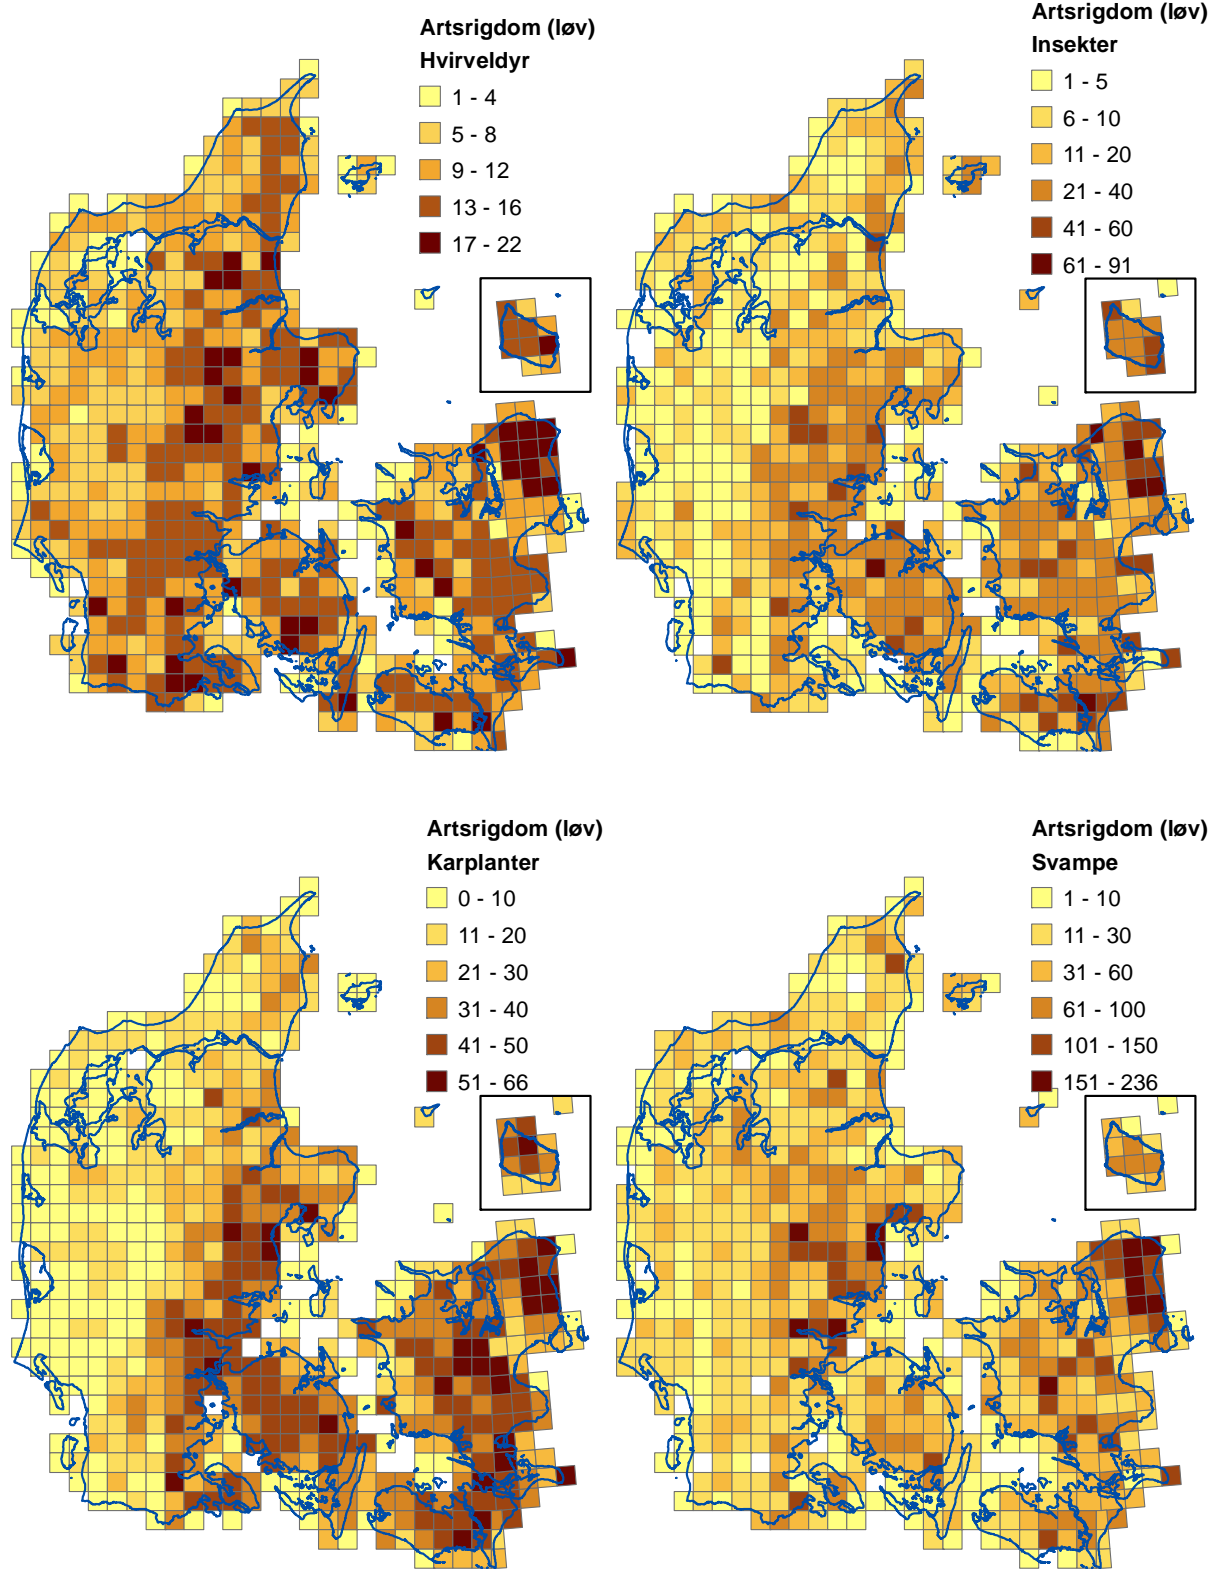 Artsrigdom (løv)
Hvirveldyr
1 - 4
5 - 8
9 - 12
13 - 16
17 - 22
Artsrigdom (løv)
Insekter
1 - 5
6 - 10
11 - 20
21 - 40
41 - 60
61 - 91
Artsrigdom (løv)
Karplanter
0 - 10
11 - 20
21 - 30
31 - 40
41 - 50
51 - 66
Artsrigdom (løv)
Svampe
1 - 10
11 - 30
31 - 60
61 - 100
101 - 150
151 - 236